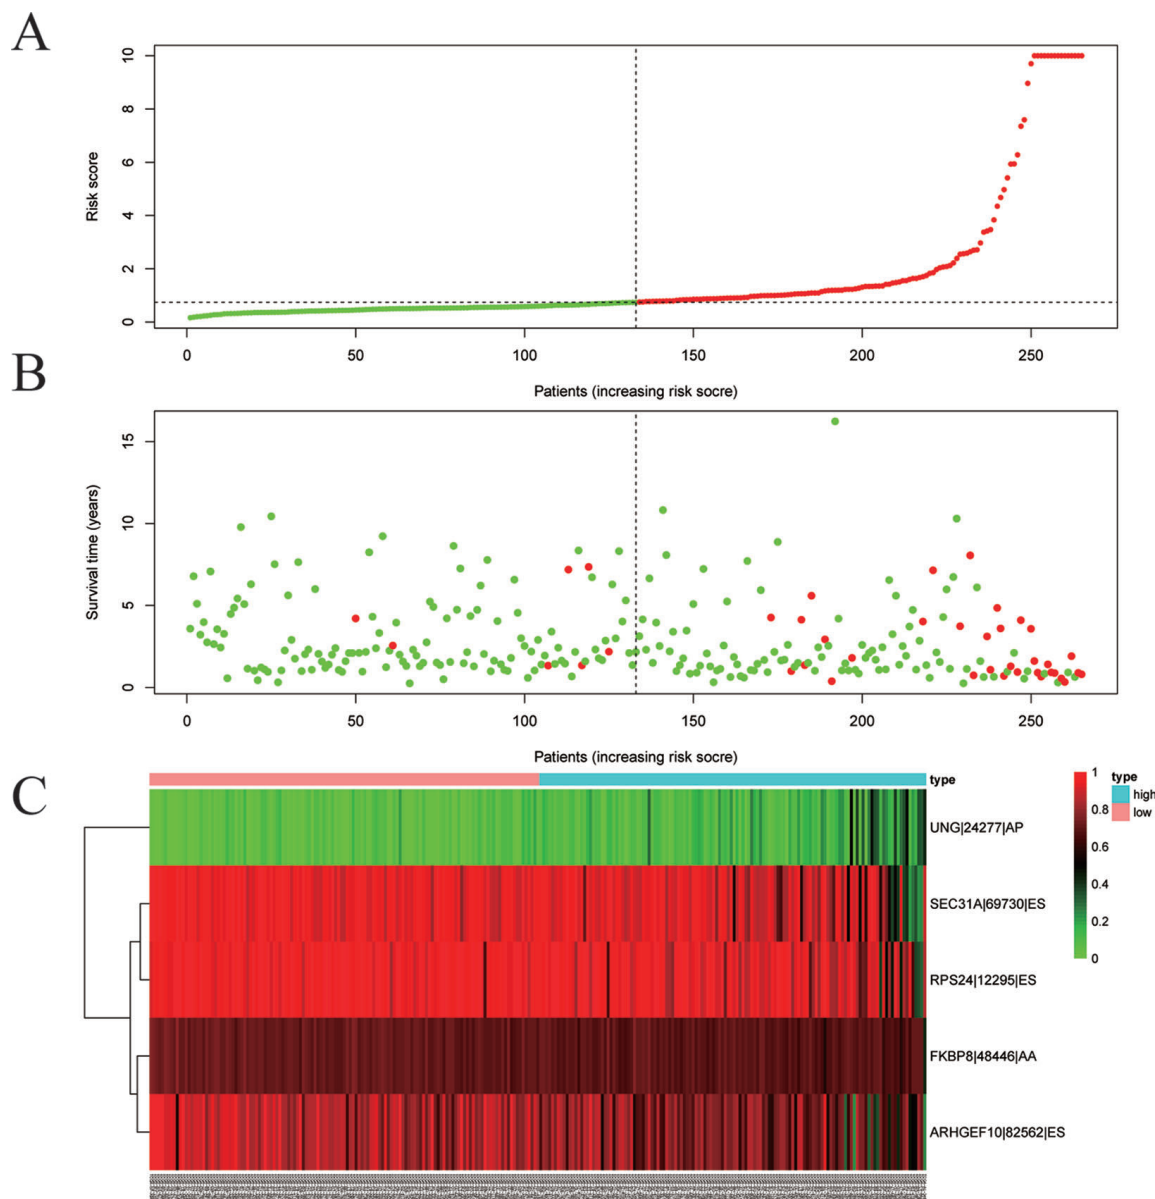 A
10
8
6
4
2
0
Risk score
0 50 100 150 200 250
Patients (increasing risk socre)
B
15
10
5
0
Survival time (years)
0 50 100 150 200 250
Patients (increasing risk socre)
C
type
UNG|24277|AP
SEC31A|69730|ES
RPS24|12295|ES
FKBP8|48446|AA
ARHGEF10|82562|ES
1
0.8
0.6
0.4
0.2
0
type
high
low